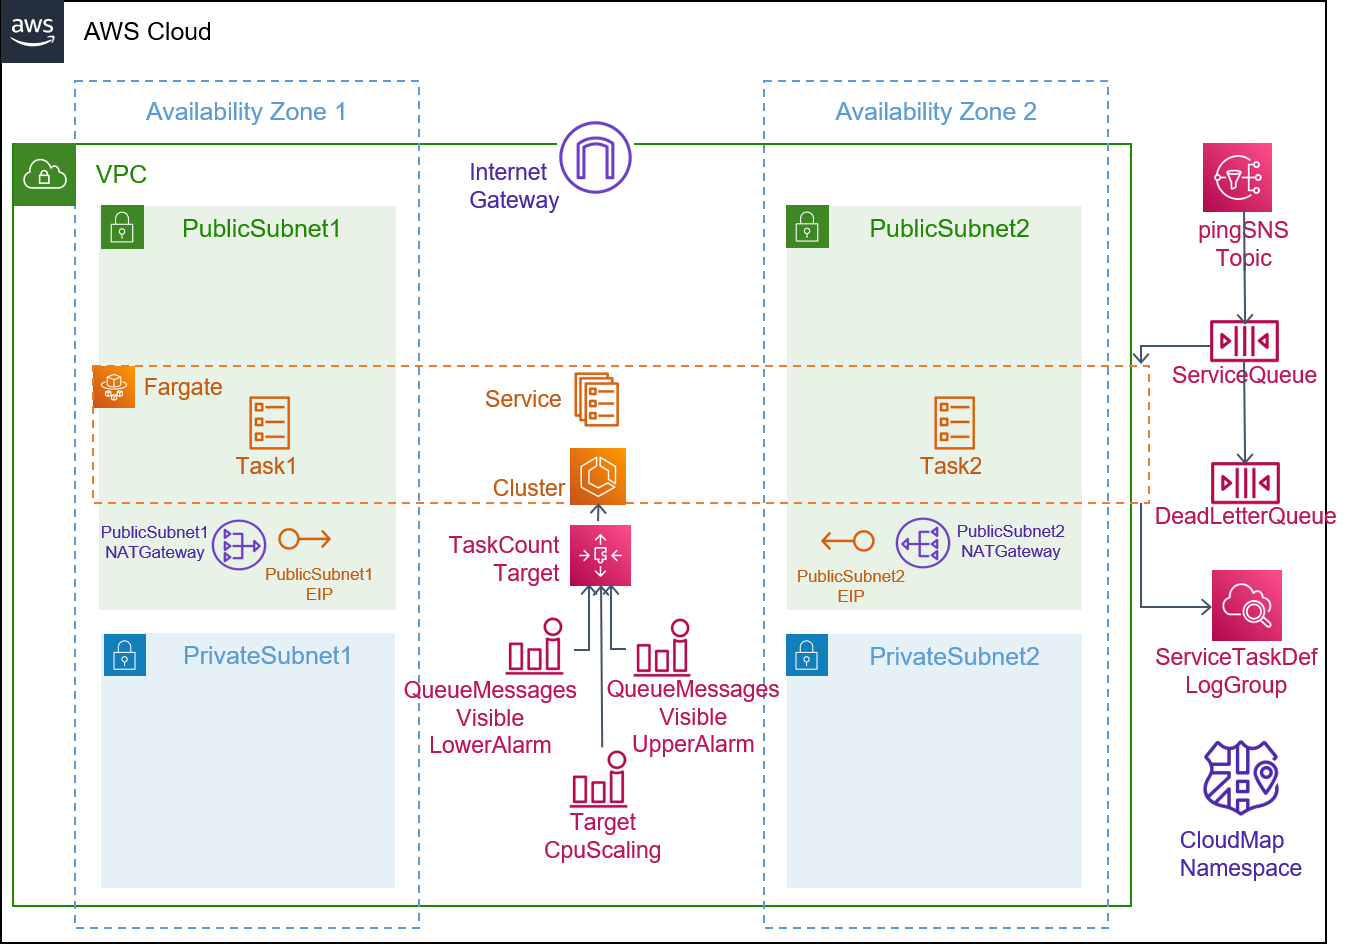 aws
AWS Cloud
Availability Zone 1
Availability Zone 2
VPC
Internet
Gateway
PublicSubnet1
PublicSubnet2
pingSNS
Topic
ServiceQueue
Fargate
Service
Task1
Task2
Cluster
DeadLetterQueue
PublicSubnet1
NATGateway
PublicSubnet1
EIP
TaskCount
Target
PublicSubnet2
EIP
PublicSubnet2
NATGateway
PrivateSubnet1
PrivateSubnet2
ServiceTaskDef
LogGroup
QueueMessages
Visible
LowerAlarm
QueueMessages
Visible
UpperAlarm
Target
CpuScaling
CloudMap
Namespace